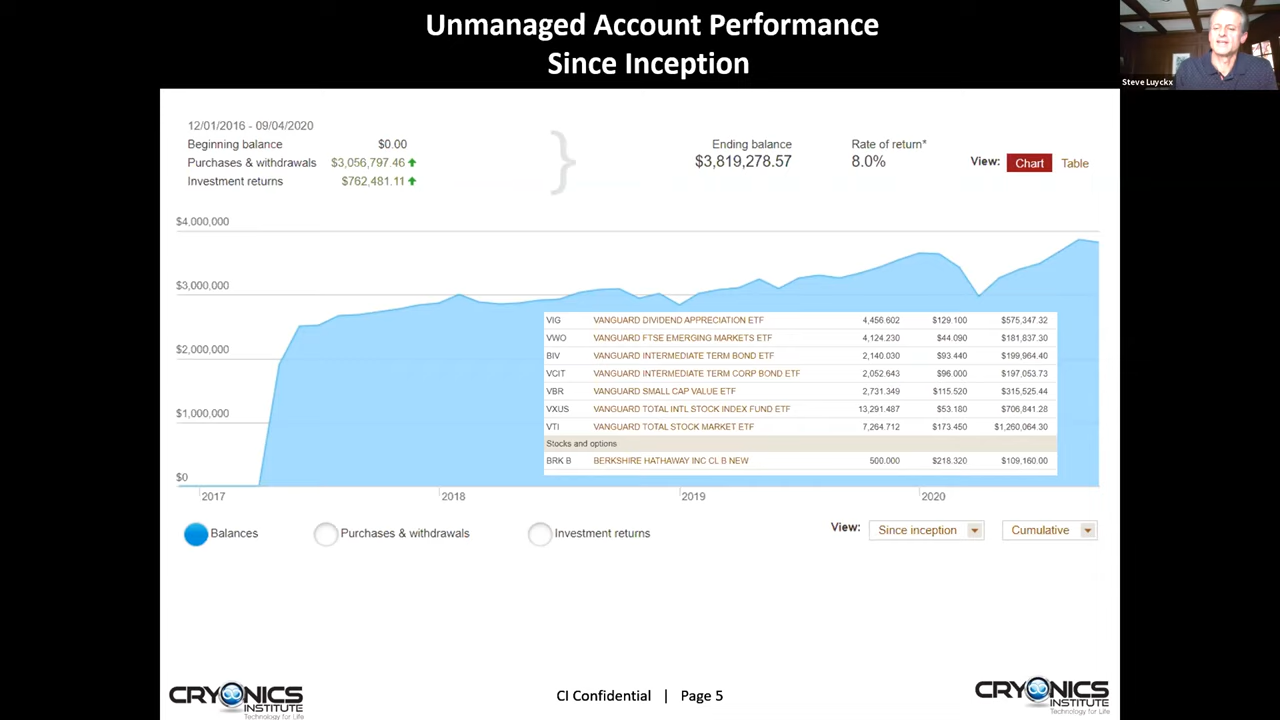 Unmanaged Account Performance
Since Inception
Steve Luyckx
12/01/2016 - 09/04/2020
Beginning balance $0.00
Purchases & withdrawals $3,056,797.46
Investment returns $762,481.11
Ending balance
$3,819,278.57
Rate of return*
8.0%
View: Chart Table
$4,000,000
$3,000,000
$2,000,000
$1,000,000
$0
VIG VANGUARD DIVIDEND APPRECIATION ETF 4,456.602 $129.100 $575,347.32
VWO VANGUARD FTSE EMERGING MARKETS ETF 4,124.230 $44.090 $181,837.30
BIV VANGUARD INTERMEDIATE TERM BOND ETF 2,140.030 $93.440 $199,964.40
VCIT VANGUARD INTERMEDIATE TERM CORP BOND ETF 2,052.643 $96.000 $197,053.73
VBR VANGUARD SMALL CAP VALUE ETF 2,731.349 $115.520 $315,525.44
VXUS VANGUARD TOTAL INTL STOCK INDEX FUND ETF 13,291.487 $53.180 $706,841.28
VTI VANGUARD TOTAL STOCK MARKET ETF 7,264.712 $173.450 $1,260,064.30
Stocks and options
BRK B BERKSHIRE HATHAWAY INC CL B NEW 500.000 $218.320 $109,160.00
2017 2018 2019 2020
Balances Purchases & withdrawals Investment returns View: Since inception Cumulative
CRYONICS
INSTITUTE
Technology for Life
CI Confidential | Page 5
CRYONICS
INSTITUTE
Technology for Life